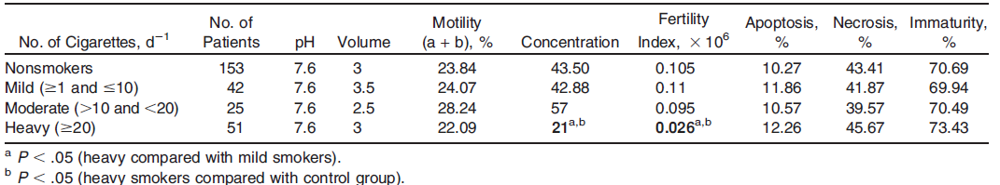 No. of Cigarettes, d⁻¹ No. of Patients pH Volume Motility (a + b), % Concentration Fertility Index, × 10⁶ Apoptosis, % Necrosis, % Immaturity, %
Nonsmokers 153 7.6 3 23.84 43.50 0.105 10.27 43.41 70.69
Mild (≥1 and ≤10) 42 7.6 3.5 24.07 42.88 0.11 11.86 41.87 69.94
Moderate (>10 and <20) 25 7.6 2.5 28.24 57 0.095 10.57 39.57 70.49
Heavy (≥20) 51 7.6 3 22.09 21ᵃ,ᵇ 0.026ᵃ,ᵇ 12.26 45.67 73.43
ᵃ P < .05 (heavy compared with mild smokers).
ᵇ P < .05 (heavy smokers compared with control group).